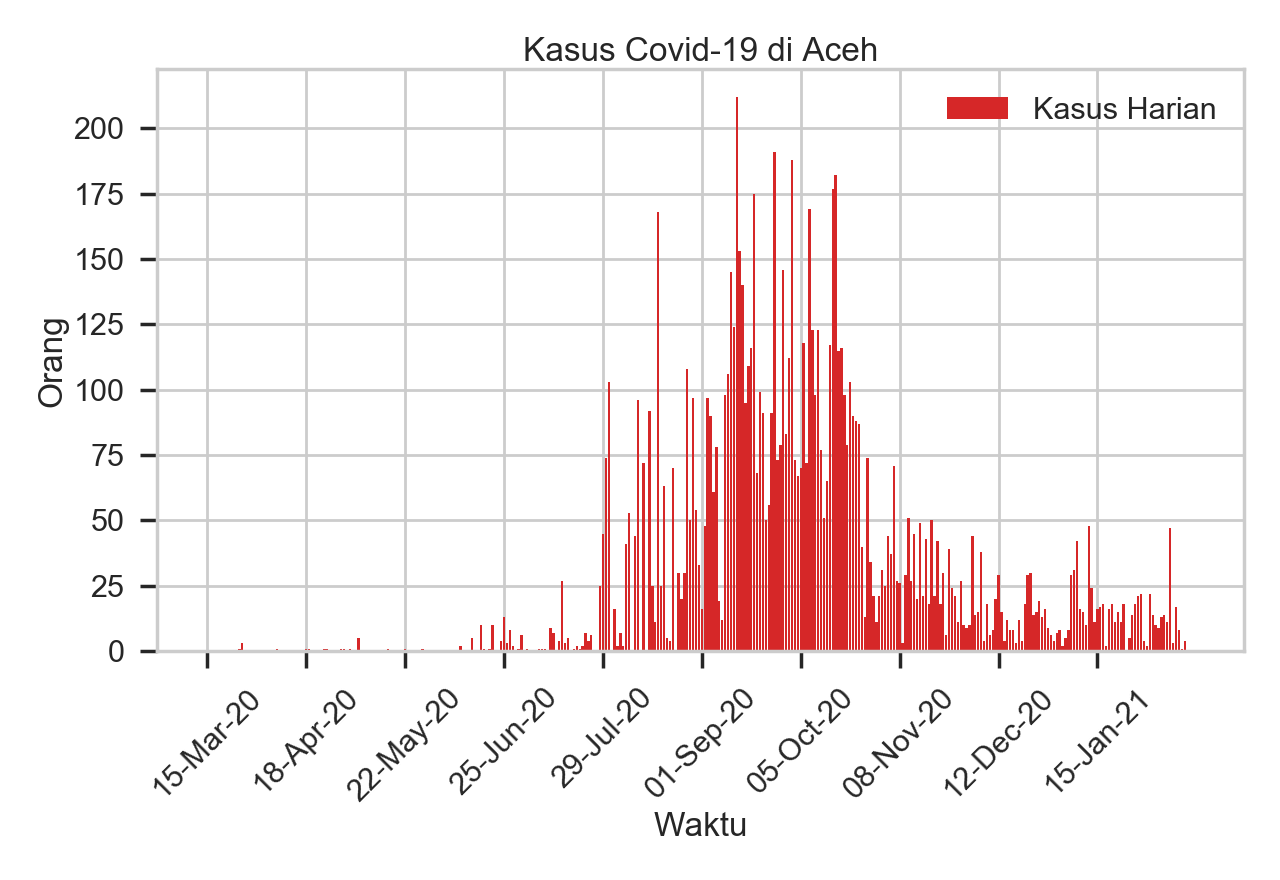 Kasus Covid-19 di Aceh
Kasus Harian
200
175
150
125
100
75
50
25
0
Orang
15-Mar-20
18-Apr-20
22-May-20
25-Jun-20
29-Jul-20
01-Sep-20
05-Oct-20
08-Nov-20
12-Dec-20
15-Jan-21
Waktu